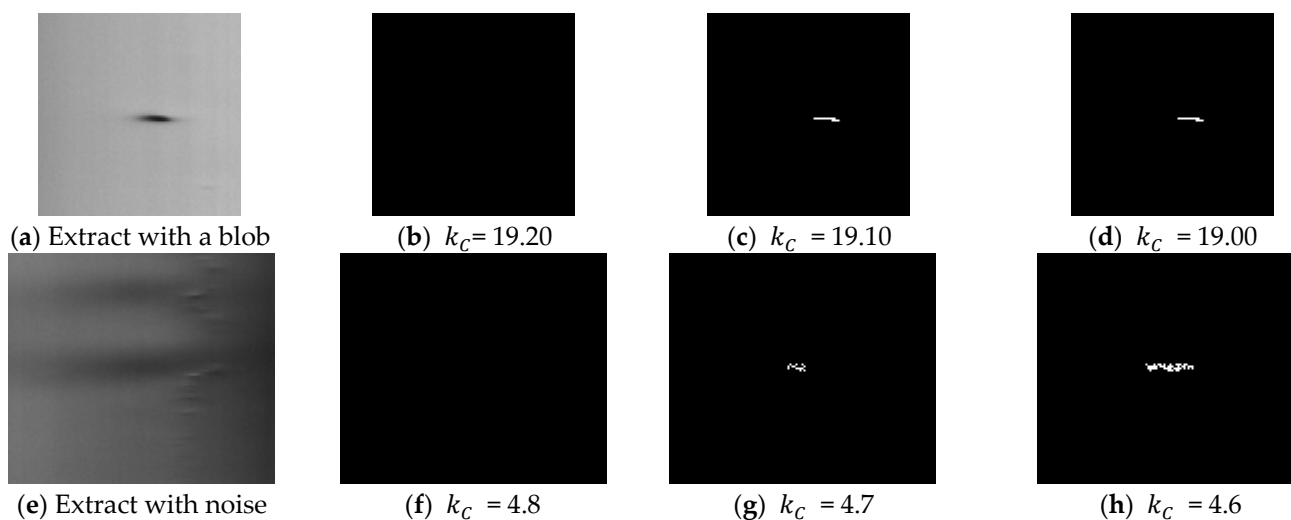 (a) Extract with a blob (b) k_C= 19.20 (c) k_C = 19.10 (d) k_C = 19.00
(e) Extract with noise (f) k_C = 4.8 (g) k_C = 4.7 (h) k_C = 4.6